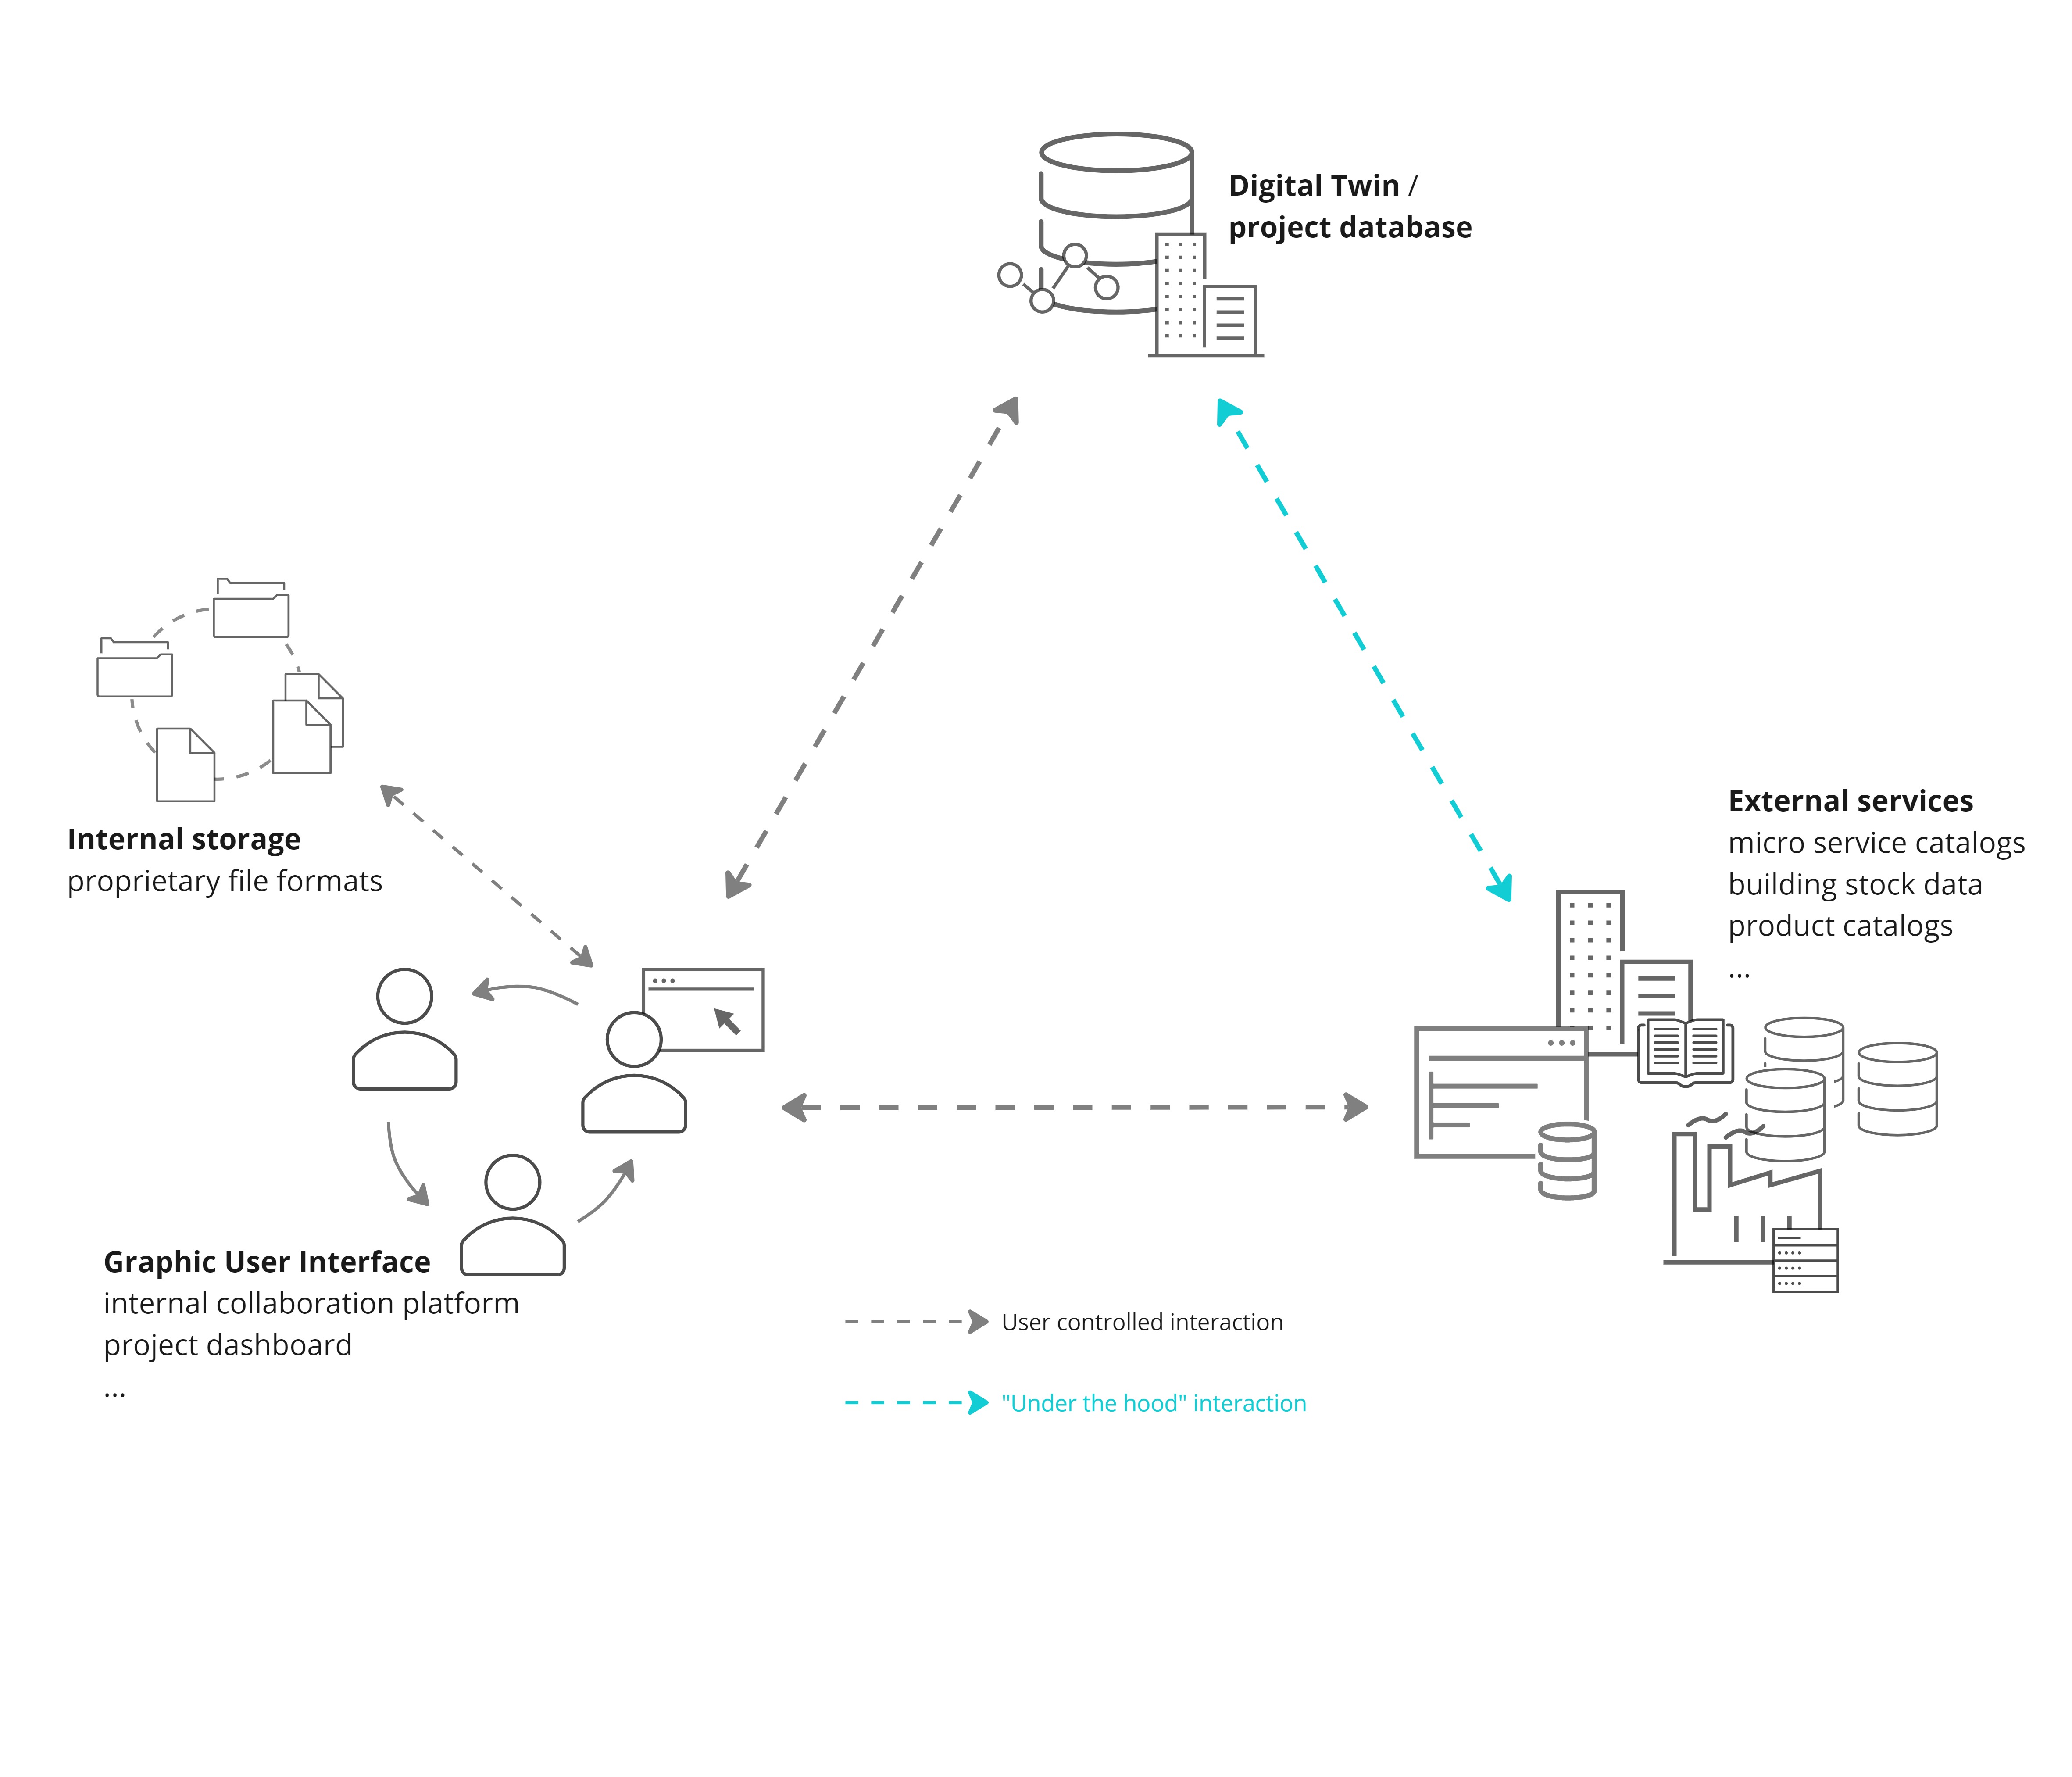 Digital Twin /
project database
Internal storage
proprietary file formats
External services
micro service catalogs
building stock data
product catalogs
...
Graphic User Interface
internal collaboration platform
project dashboard
...
User controlled interaction
"Under the hood" interaction